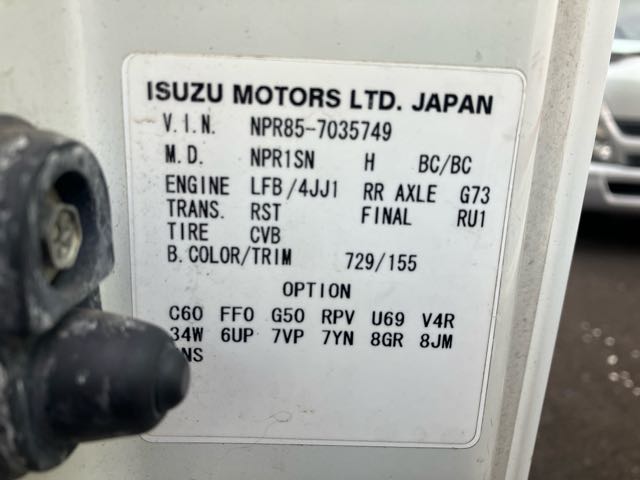 ISUZU MOTORS LTD. JAPAN
V.I.N. NPR85-7035749
M.D. NPR1SN H BC/BC
ENGINE LFB/4JJ1 RR AXLE G73
TRANS. RST FINAL RU1
TIRE CVB
B.COLOR/TRIM 729/155
OPTION
C60 FF0 G50 RPV U69 V4R
34W 6UP 7VP 7YN 8GR 8JM